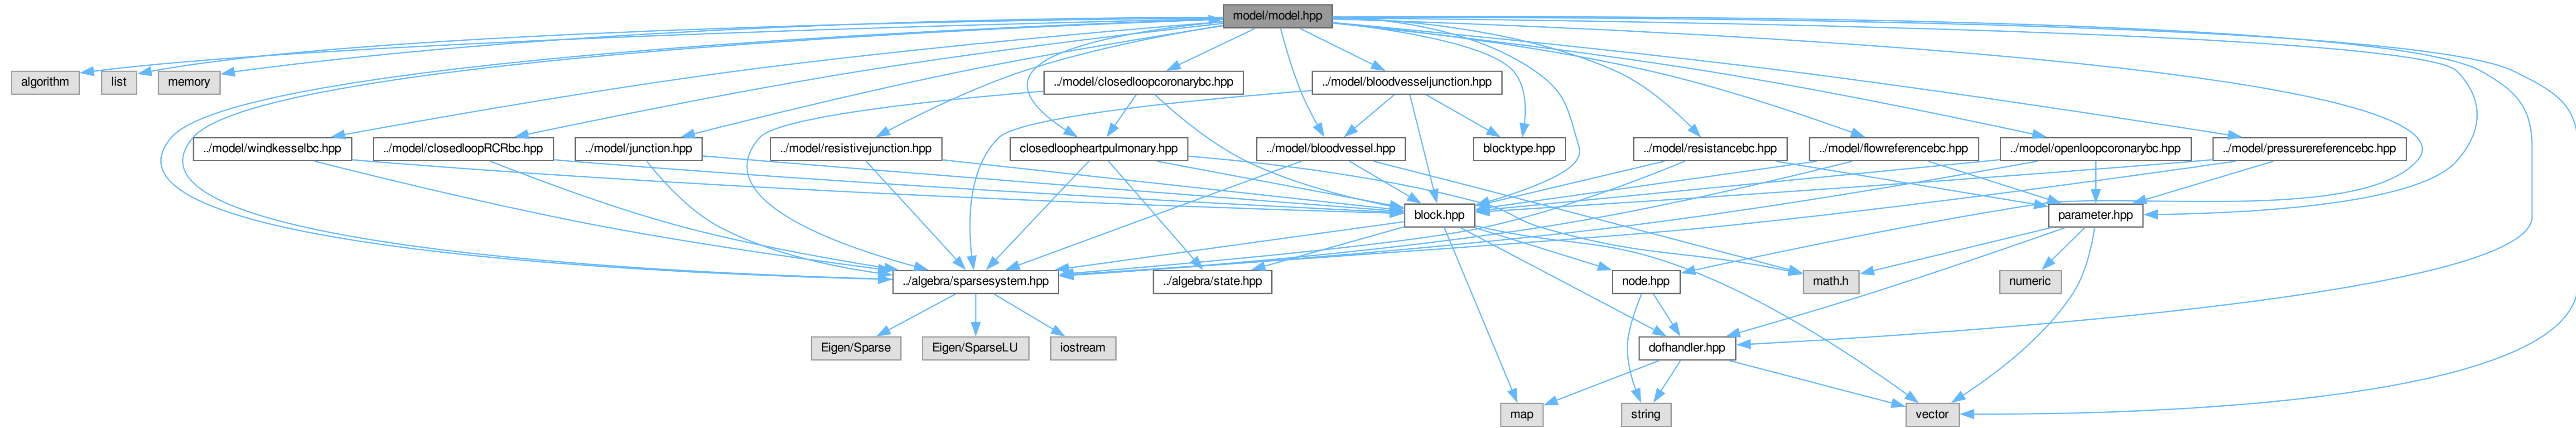 model/model.hpp
algorithm
list
memory
../model/closedloopcoronarybc.hpp
../model/bloodvesseljunction.hpp
../model/windkesselbc.hpp
../model/closedloopRCRbc.hpp
../model/junction.hpp
../model/resistivejunction.hpp
closedloopheartpulmonary.hpp
../model/bloodvessel.hpp
blocktype.hpp
../model/resistancebc.hpp
../model/flowreferencebc.hpp
../model/openloopcoronarybc.hpp
../model/pressurereferencebc.hpp
block.hpp
parameter.hpp
../algebra/sparsesystem.hpp
../algebra/state.hpp
node.hpp
math.h
numeric
Eigen/Sparse
Eigen/SparseLU
iostream
dofhandler.hpp
map
string
vector